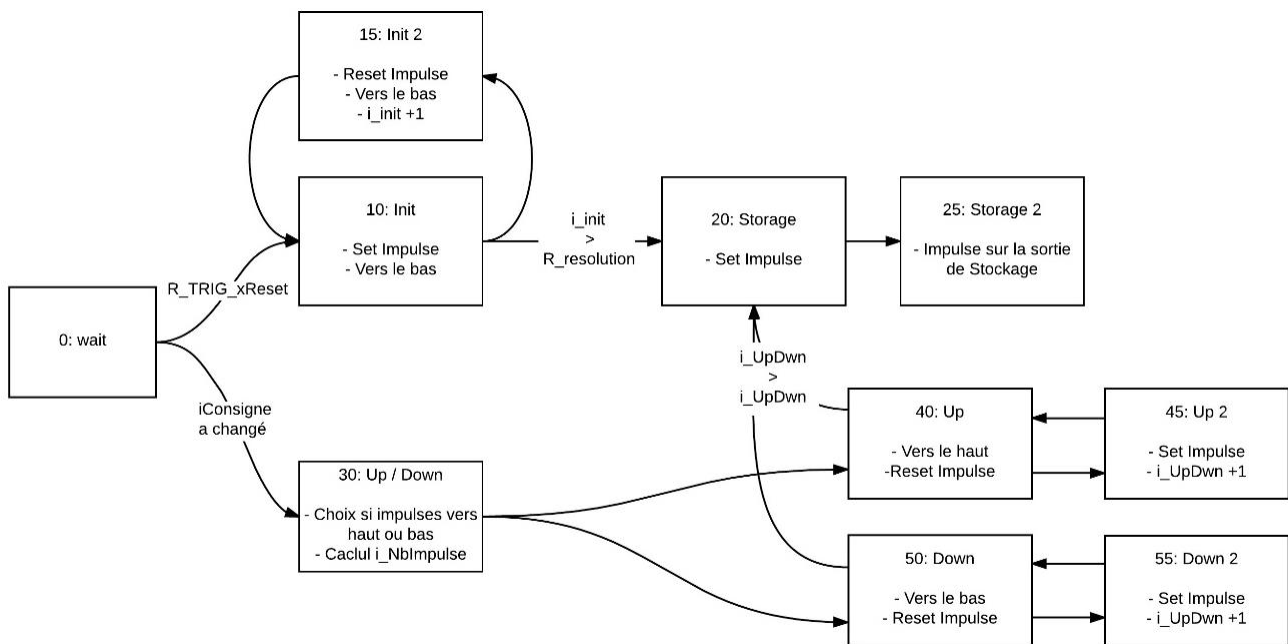 15: Init 2
- Reset Impulse
- Vers le bas
- i_init +1
10: Init
- Set Impulse
- Vers le bas
i_init
>
R_resolution
20: Storage
- Set Impulse
25: Storage 2
- Impulse sur la sortie
de Stockage
R_TRIG_xReset
0: wait
iConsigne
a changé
30: Up / Down
- Choix si impulses vers
haut ou bas
- Caclul i_NbImpulse
i_UpDwn
>
i_UpDwn
40: Up
- Vers le haut
-Reset Impulse
45: Up 2
- Set Impulse
- i_UpDwn +1
50: Down
- Vers le bas
- Reset Impulse
55: Down 2
- Set Impulse
- i_UpDwn +1